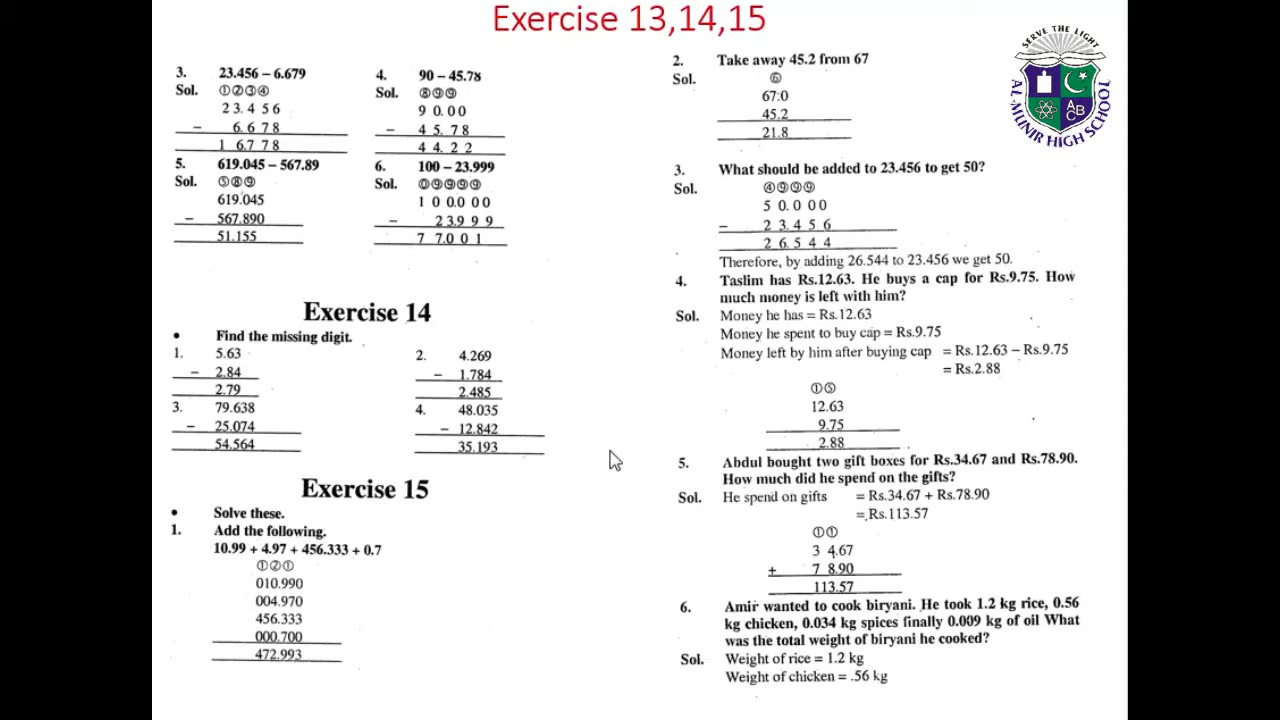 Exercise 13,14,15
SERVE THE LIGHT
AL-MUNIR HIGH SCHOOL
A
B
C
3. 23.456 – 6.679
Sol. ①②③④
2 3. 4 5 6
– 6. 6 7 8
1 6.7 7 8
4. 90 – 45.78
Sol. ⑧⑨⑨
9 0. 0 0
– 4 5. 7 8
4 4. 2 2
5. 619.045 – 567.89
Sol. ⑤⑧⑨
619.045
– 567.890
51.155
6. 100 – 23.999
Sol. ⓪⑨⑨⑨⑨
1 0 0.0 0 0
– 2 3.9 9 9
7 7.0 0 1
Exercise 14
• Find the missing digit.
1. 5.63
– 2.84
2.79
2. 4.269
– 1.784
2.485
3. 79.638
– 25.074
54.564
4. 48.035
– 12.842
35.193
Exercise 15
• Solve these.
1. Add the following.
10.99 + 4.97 + 456.333 + 0.7
①②①
010.990
004.970
456.333
000.700
472.993
2. Take away 45.2 from 67
Sol. ⑥
67.0
45.2
21.8
3. What should be added to 23.456 to get 50?
Sol. ④⑨⑨⑨
5 0. 0 0 0
– 2 3. 4 5 6
2 6. 5 4 4
Therefore, by adding 26.544 to 23.456 we get 50.
4. Taslim has Rs.12.63. He buys a cap for Rs.9.75. How
much money is left with him?
Sol. Money he has = Rs.12.63
Money he spent to buy cap = Rs.9.75
Money left by him after buying cap = Rs.12.63 – Rs.9.75
= Rs.2.88
①⑤
12.63
9.75
2.88
5. Abdul bought two gift boxes for Rs.34.67 and Rs.78.90.
How much did he spend on the gifts?
Sol. He spend on gifts = Rs.34.67 + Rs.78.90
= Rs.113.57
①①
3 4.67
+ 7 8.90
113.57
6. Amir wanted to cook biryani. He took 1.2 kg rice, 0.56
kg chicken, 0.034 kg spices finally 0.009 kg of oil What
was the total weight of biryani he cooked?
Sol. Weight of rice = 1.2 kg
Weight of chicken = .56 kg